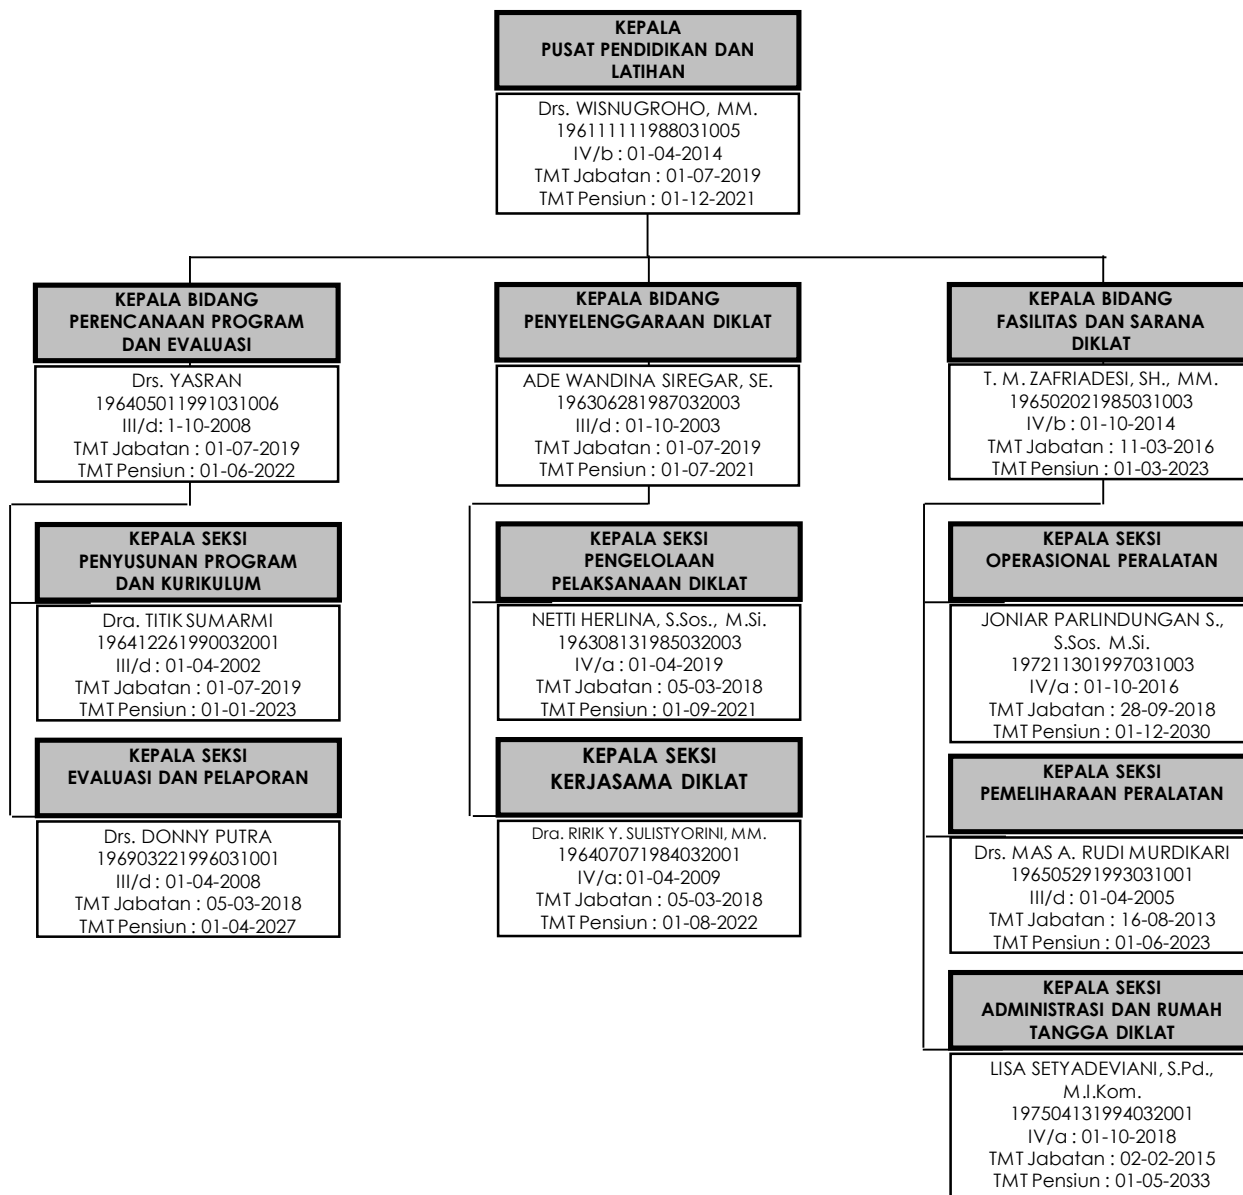 KEPALA
PUSAT PENDIDIKAN DAN
LATIHAN
Drs. WISNUGROHO, MM.
196111111988031005
IV/b : 01-04-2014
TMT Jabatan : 01-07-2019
TMT Pensiun : 01-12-2021
KEPALA BIDANG
PERENCANAAN PROGRAM
DAN EVALUASI
Drs. YASRAN
196405011991031006
III/d: 1-10-2008
TMT Jabatan : 01-07-2019
TMT Pensiun : 01-06-2022
KEPALA SEKSI
PENYUSUNAN PROGRAM
DAN KURIKULUM
Dra. TITIK SUMARMI
196412261990032001
III/d : 01-04-2002
TMT Jabatan : 01-07-2019
TMT Pensiun : 01-01-2023
KEPALA SEKSI
EVALUASI DAN PELAPORAN
Drs. DONNY PUTRA
196903221996031001
III/d : 01-04-2008
TMT Jabatan : 05-03-2018
TMT Pensiun : 01-04-2027
KEPALA BIDANG
PENYELENGGARAAN DIKLAT
ADE WANDINA SIREGAR, SE.
196306281987032003
III/d : 01-10-2003
TMT Jabatan : 01-07-2019
TMT Pensiun : 01-07-2021
KEPALA SEKSI
PENGELOLAAN
PELAKSANAAN DIKLAT
NETTI HERLINA, S.Sos., M.Si.
196308131985032003
IV/a : 01-04-2019
TMT Jabatan : 05-03-2018
TMT Pensiun : 01-09-2021
KEPALA SEKSI
KERJASAMA DIKLAT
Dra. RIRIK Y. SULISTYORINI, MM.
196407071984032001
IV/a: 01-04-2009
TMT Jabatan : 05-03-2018
TMT Pensiun : 01-08-2022
KEPALA BIDANG
FASILITAS DAN SARANA
DIKLAT
T. M. ZAFRIADESI, SH., MM.
196502021985031003
IV/b : 01-10-2014
TMT Jabatan : 11-03-2016
TMT Pensiun : 01-03-2023
KEPALA SEKSI
OPERASIONAL PERALATAN
JONIAR PARLINDUNGAN S.,
S.Sos. M.Si.
197211301997031003
IV/a : 01-10-2016
TMT Jabatan : 28-09-2018
TMT Pensiun : 01-12-2030
KEPALA SEKSI
PEMELIHARAAN PERALATAN
Drs. MAS A. RUDI MURDIKARI
196505291993031001
III/d : 01-04-2005
TMT Jabatan : 16-08-2013
TMT Pensiun : 01-06-2023
KEPALA SEKSI
ADMINISTRASI DAN RUMAH
TANGGA DIKLAT
LISA SETYADEVIANI, S.Pd.,
M.I.Kom.
197504131994032001
IV/a : 01-10-2018
TMT Jabatan : 02-02-2015
TMT Pensiun : 01-05-2033